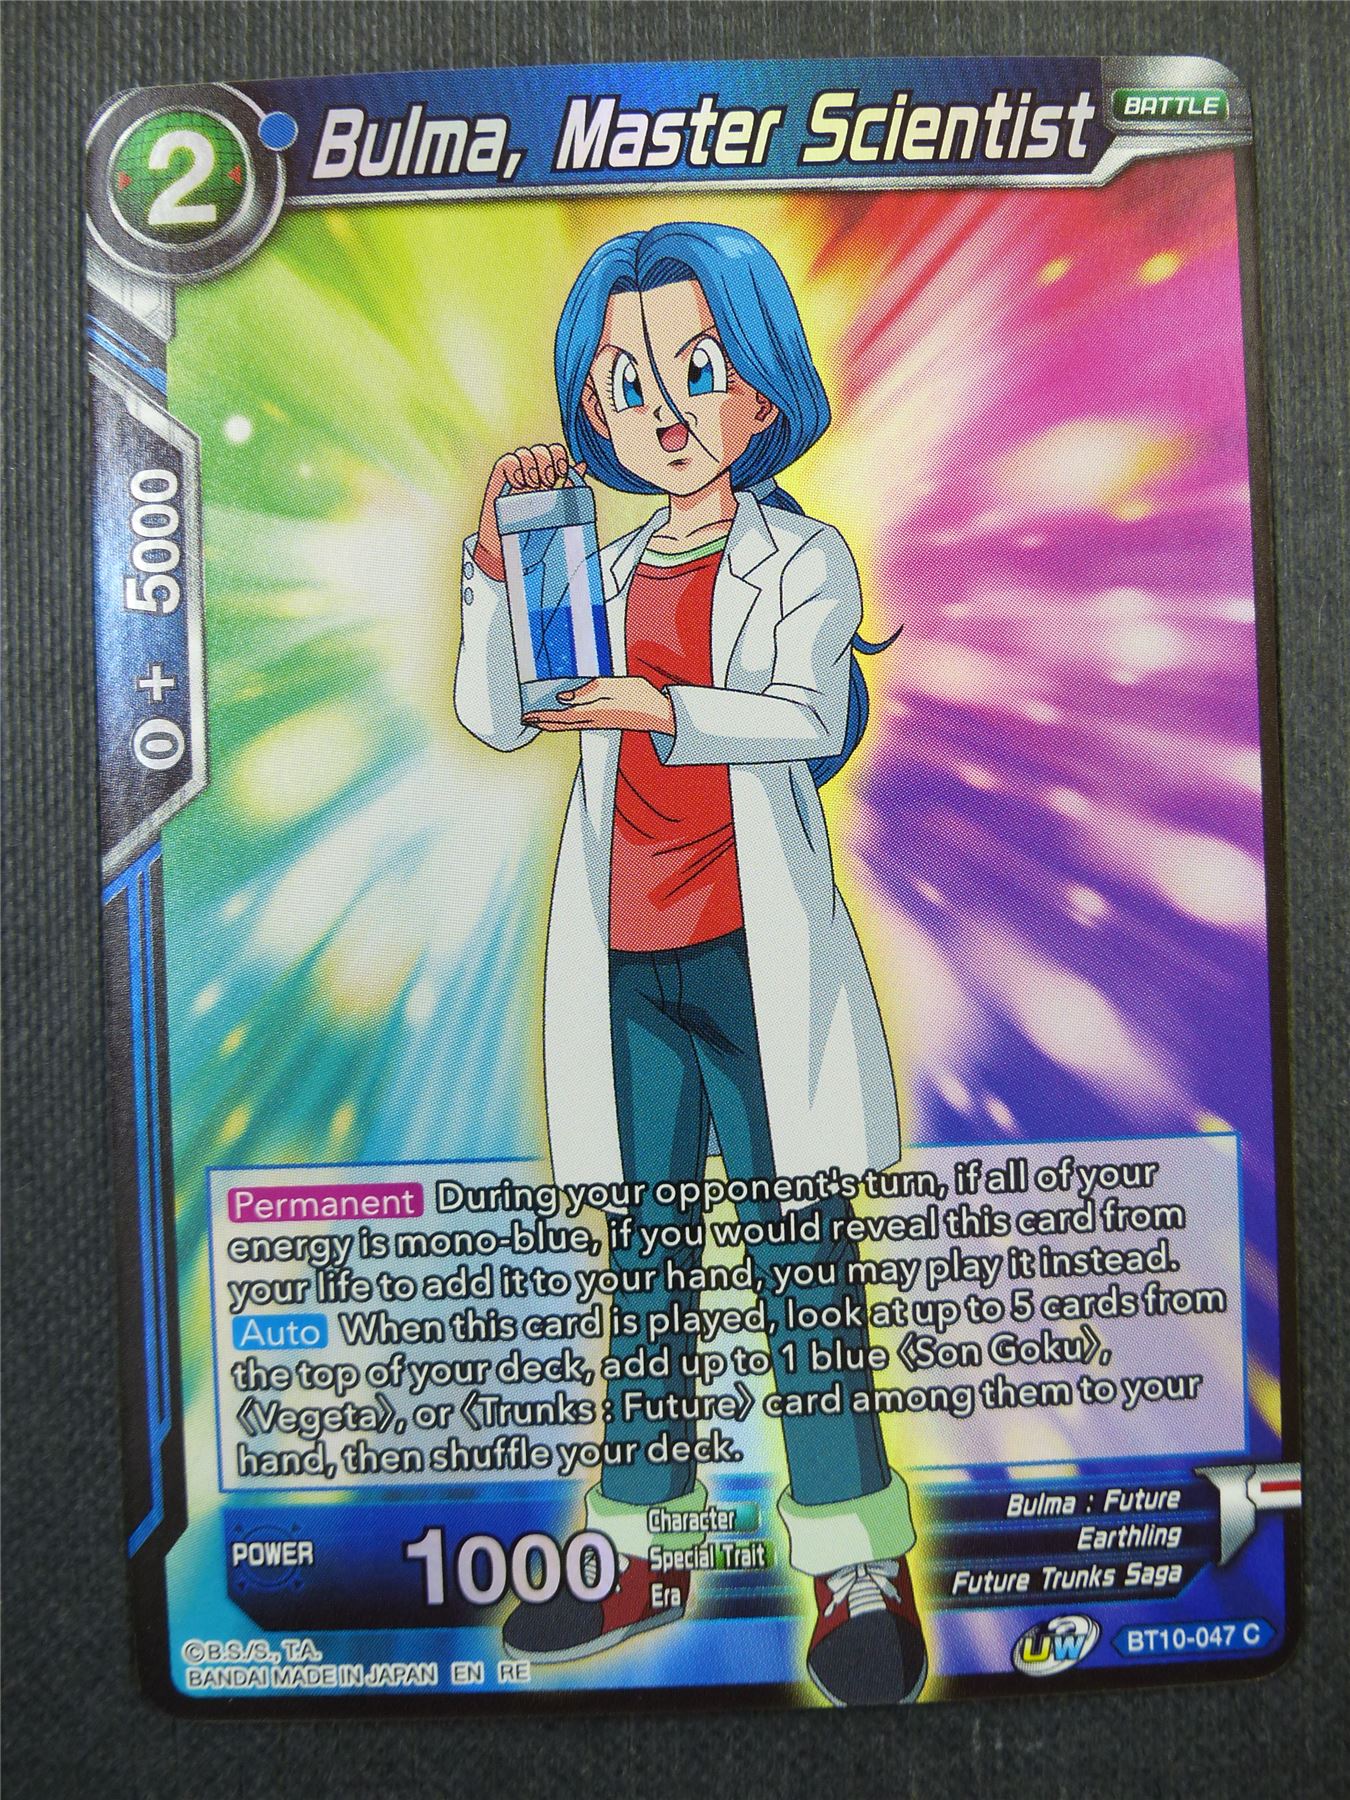 2
Bulma, Master Scientist
BATTLE
0 + 5000
Permanent During your opponent's turn, if all of your
energy is mono-blue, if you would reveal this card from
your life to add it to your hand, you may play it instead.
Auto When this card is played, look at up to 5 cards from
the top of your deck, add up to 1 blue 《Son Goku》,
《Vegeta》, or 《Trunks : Future》 card among them to your
hand, then shuffle your deck.
POWER
1000
Character
Bulma : Future
Special Trait
Earthling
Era
Future Trunks Saga
UW
BT10-047 C
©B.S./S., T.A.
BANDAI MADE IN JAPAN EN RE